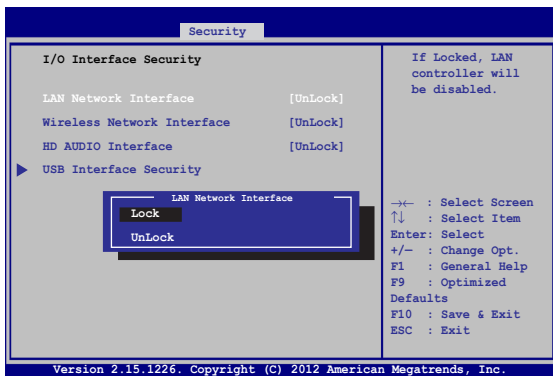 Security
I/O Interface Security
LAN Network Interface [UnLock]
Wireless Network Interface [UnLock]
HD AUDIO Interface [UnLock]
USB Interface Security
LAN Network Interface
Lock
UnLock
If Locked, LAN
controller will
be disabled.
→← : Select Screen
↑↓ : Select Item
Enter: Select
+/— : Change Opt.
F1 : General Help
F9 : Optimized
Defaults
F10 : Save & Exit
ESC : Exit
Version 2.15.1226. Copyright (C) 2012 American Megatrends, Inc.